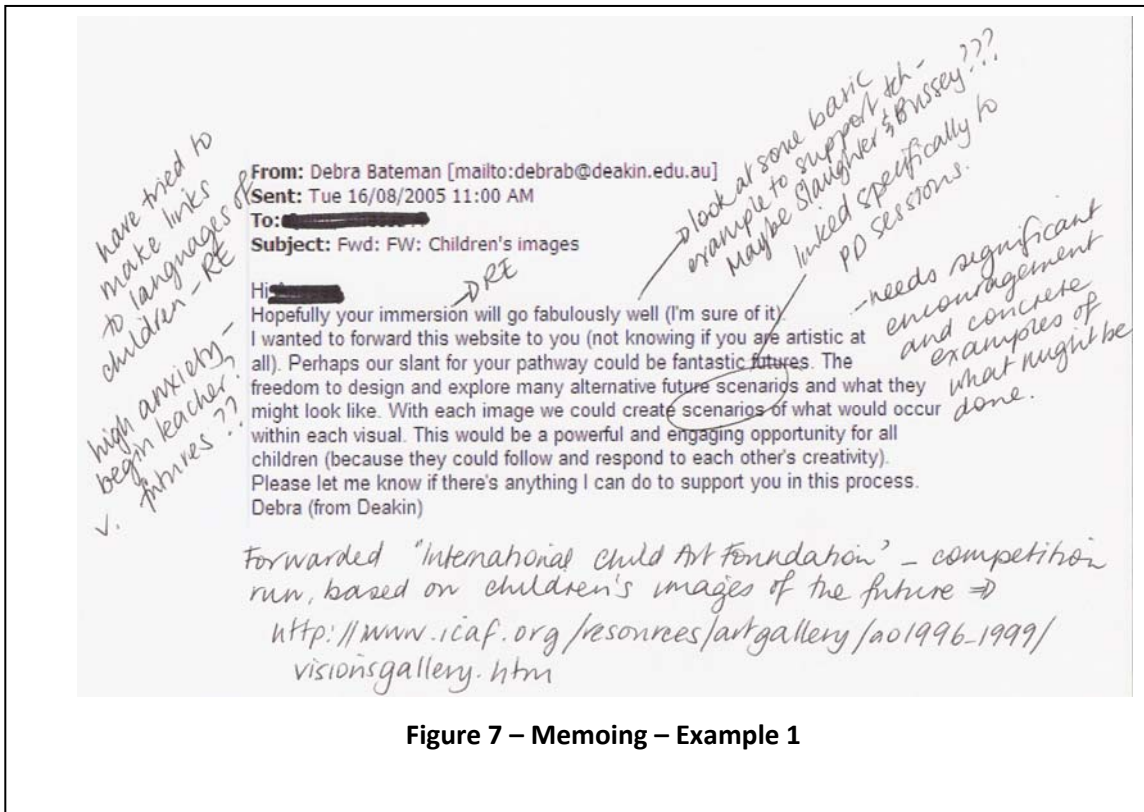 have tried to
make links
to languages of
children - RE
high anxiety -
begin teacher?
v. futures ??
From: Debra Bateman [mailto:debrab@deakin.edu.au]
Sent: Tue 16/08/2005 11:00 AM
To:
Subject: Fwd: FW: Children's images
Hi
RE
Hopefully your immersion will go fabulously well (I'm sure of it).
I wanted to forward this website to you (not knowing if you are artistic at
all). Perhaps our slant for your pathway could be fantastic futures. The
freedom to design and explore many alternative future scenarios and what they
might look like. With each image we could create scenarios of what would occur
within each visual. This would be a powerful and engaging opportunity for all
children (because they could follow and respond to each other's creativity).
Please let me know if there's anything I can do to support you in this process.
Debra (from Deakin)
look at some basic
example to support tch -
Maybe Slaughter & Bussey???
linked specifically to
PD sessions.
- needs significant
encouragement
and concrete
examples of
what might be
done.
Forwarded "International Child Art Foundation" - competition
run, based on children's images of the future ⇒
http://www.icaf.org/resources/artgallery/ao1996_1999/
visionsgallery.htm
Figure 7 – Memoing – Example 1